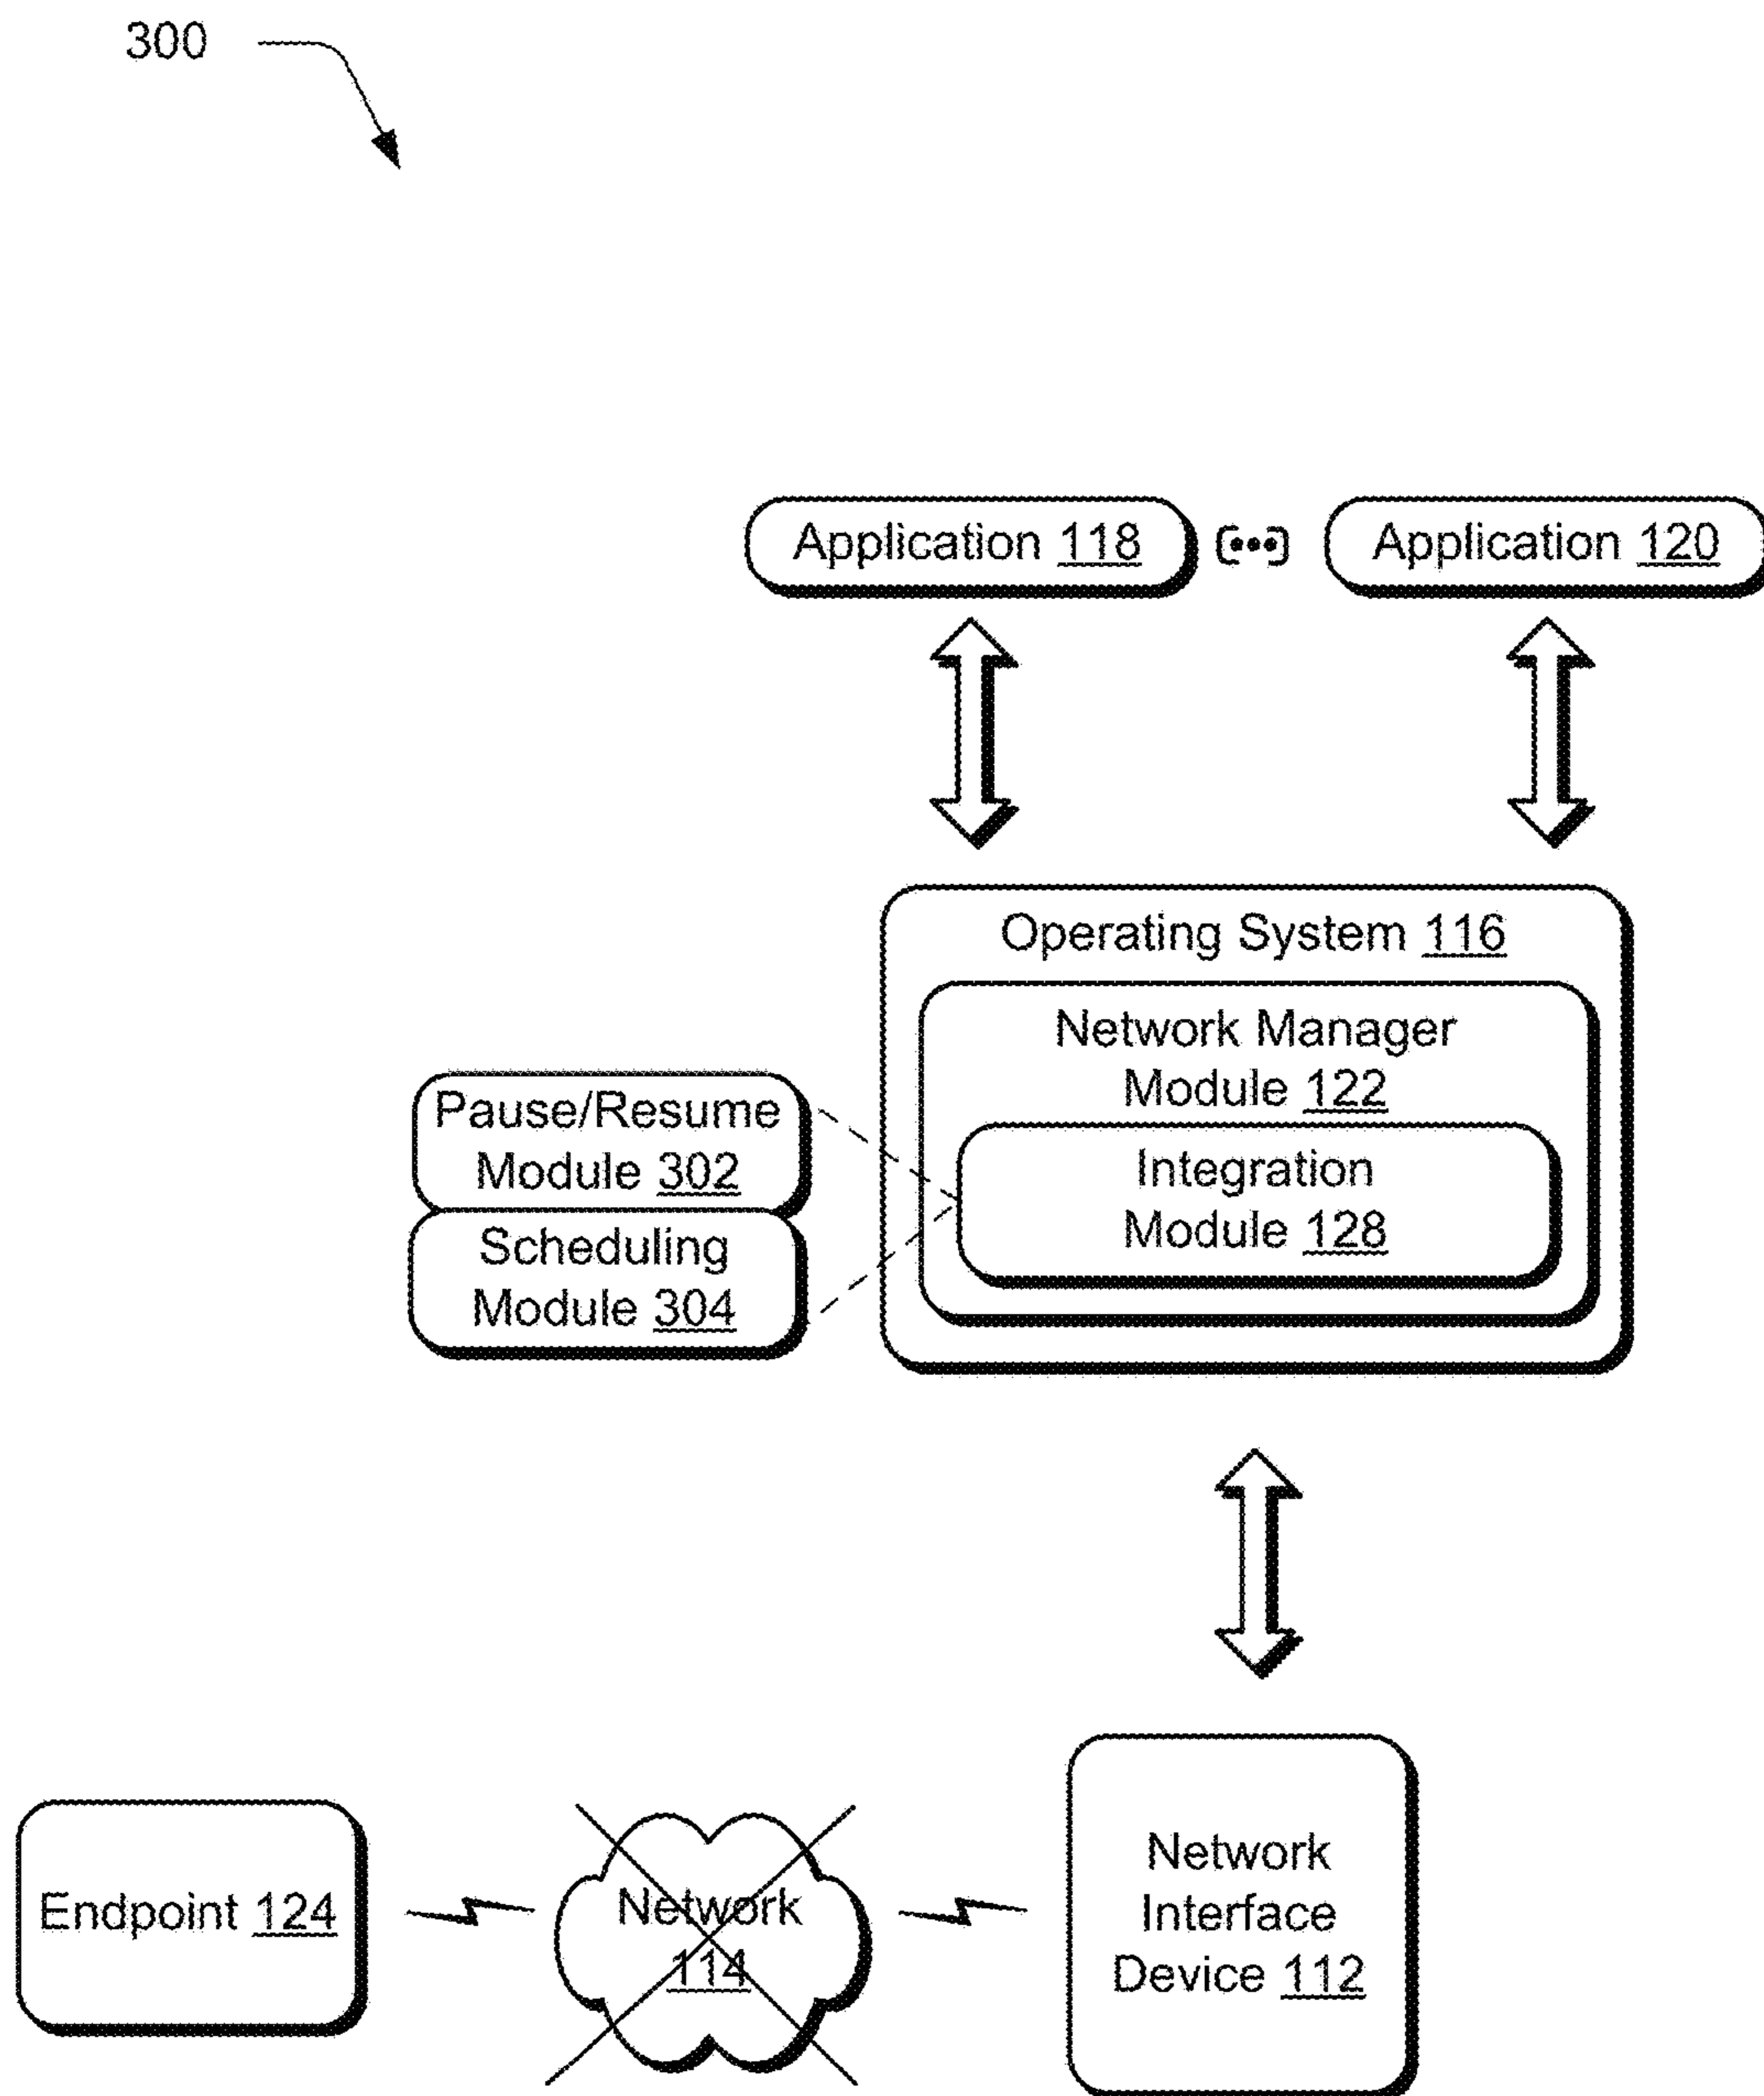 300
Application 118 (•••) Application 120
Operating System 116
Network Manager
Module 122
Integration
Module 128
Pause/Resume
Module 302
Scheduling
Module 304
Endpoint 124
Network
114
Network
Interface
Device 112